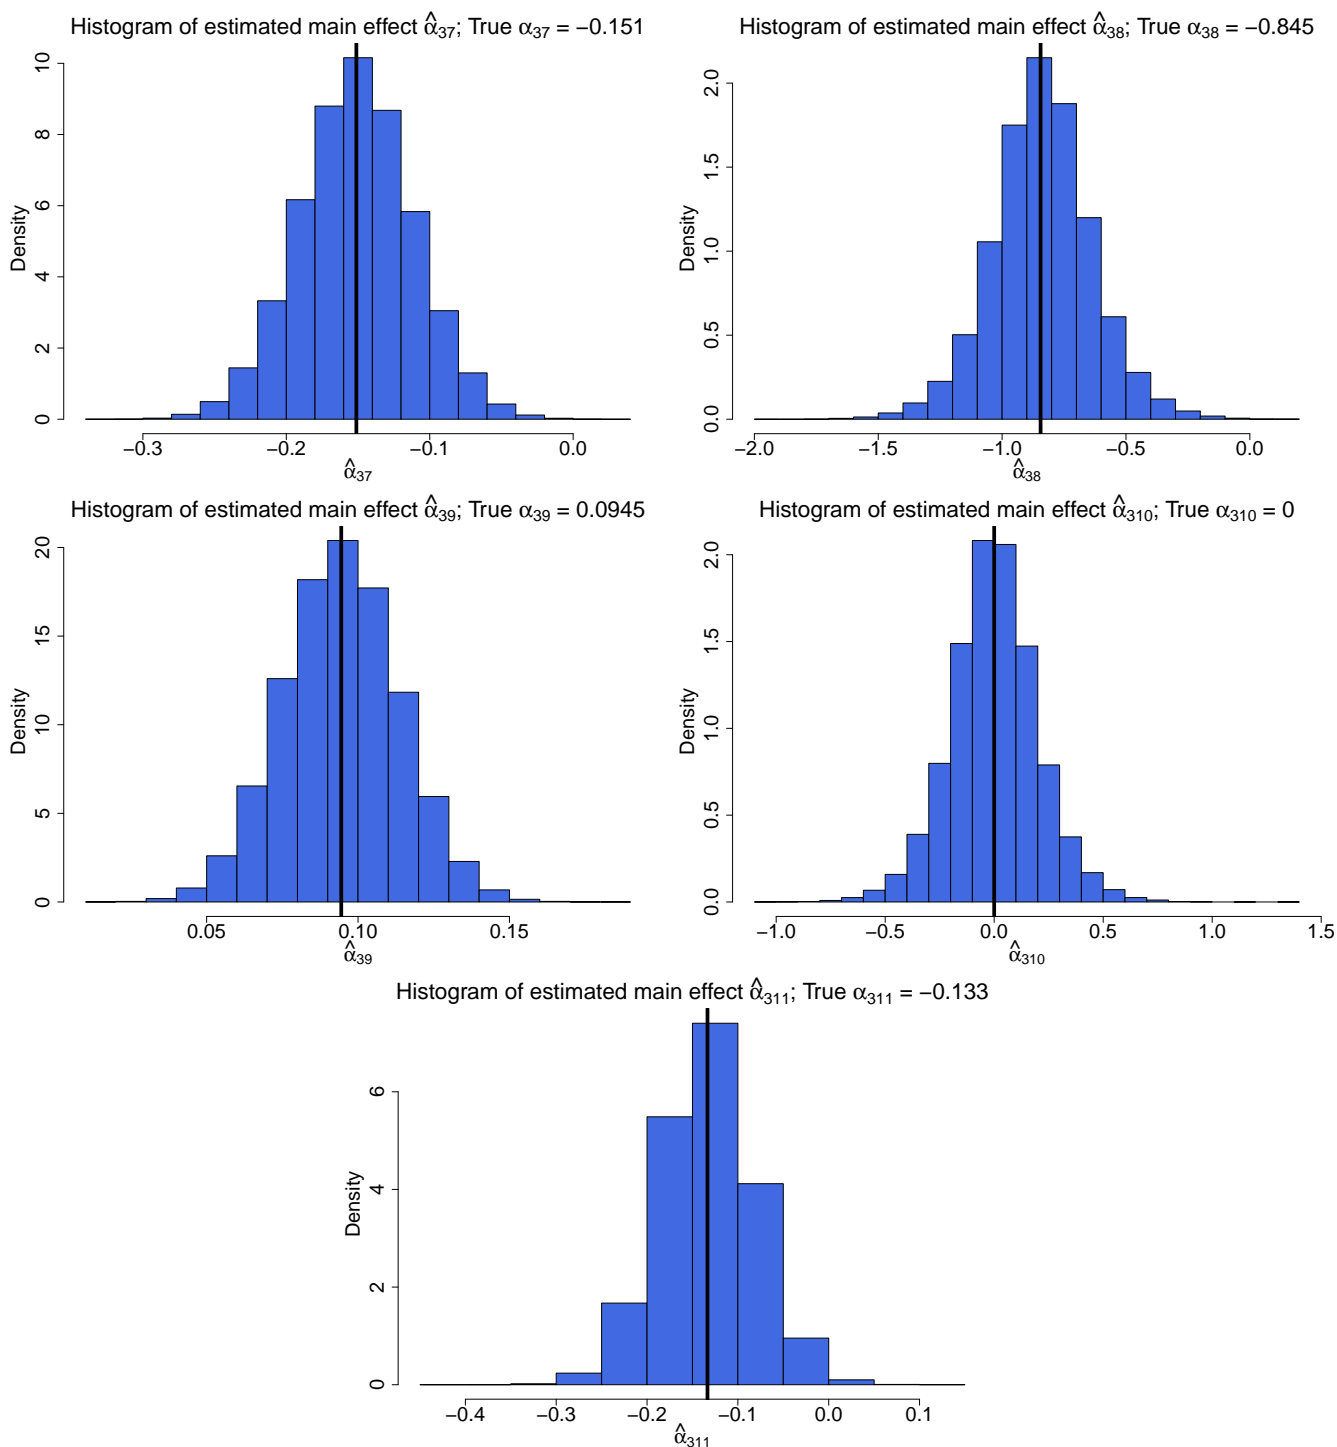 Histogram of estimated main effect α̂₃₇; True α₃₇ = −0.151
Density
0 2 4 6 8 10
−0.3 −0.2 −0.1 0.0
α̂₃₇
Histogram of estimated main effect α̂₃₈; True α₃₈ = −0.845
Density
0.0 0.5 1.0 1.5 2.0
−2.0 −1.5 −1.0 −0.5 0.0
α̂₃₈
Histogram of estimated main effect α̂₃₉; True α₃₉ = 0.0945
Density
0 5 10 15 20
0.05 0.10 0.15
α̂₃₉
Histogram of estimated main effect α̂₃₁₀; True α₃₁₀ = 0
Density
0.0 0.5 1.0 1.5 2.0
−1.0 −0.5 0.0 0.5 1.0 1.5
α̂₃₁₀
Histogram of estimated main effect α̂₃₁₁; True α₃₁₁ = −0.133
Density
0 2 4 6
−0.4 −0.3 −0.2 −0.1 0.0 0.1
α̂₃₁₁